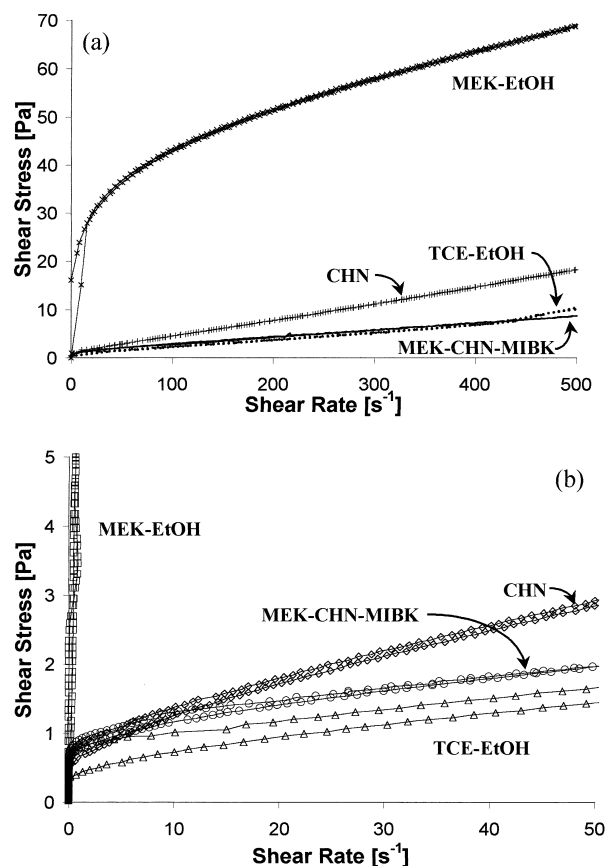 (a)
70
60
50
40
30
20
10
0
Shear Stress [Pa]
MEK-EtOH
TCE-EtOH
CHN
MEK-CHN-MIBK
0 100 200 300 400 500
Shear Rate [s-1]
(b)
5
4
3
2
1
0
Shear Stress [Pa]
MEK-EtOH
CHN
MEK-CHN-MIBK
TCE-EtOH
0 10 20 30 40 50
Shear Rate [s-1]